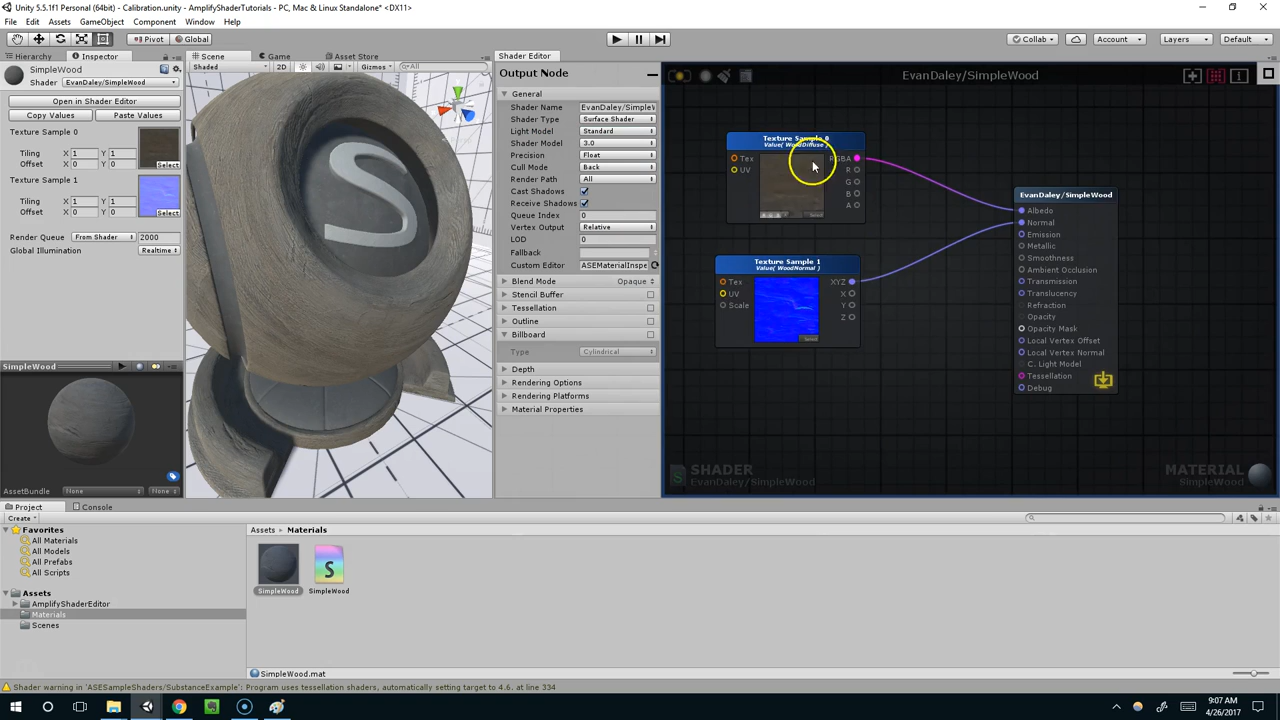 Unity 5.5.1f1 Personal (64bit) - Calibration.unity - AmplifyShaderTutorials - PC, Mac & Linux Standalone* <DX11>
File Edit Assets GameObject Component Window Help
Pivot Global Collab Account Layers Default
Hierarchy Inspector
SimpleWood
Shader EvanDaley/SimpleWood
Open in Shader Editor
Copy Values Paste Values
Texture Sample 0
Tiling X 1 Y 1
Offset X 0 Y 0
Select
Texture Sample 1
Tiling X 1 Y 1
Offset X 0 Y 0
Select
Render Queue From Shader 2000
Global Illumination Realtime
SimpleWood
AssetBundle None None
Scene Game Asset Store
Shaded 2D Gizmos All
S
Shader Editor
Output Node
General
Shader Name EvanDaley/SimpleW
Shader Type Surface Shader
Light Model Standard
Shader Model 3.0
Precision Float
Cull Mode Back
Render Path All
Cast Shadows
Receive Shadows
Queue Index 0
Vertex Output Relative
LOD 0
Fallback
Custom Editor ASEMaterialInspe
Blend Mode Opaque
Stencil Buffer
Tessellation
Outline
Billboard
Type Cylindrical
Depth
Rendering Options
Rendering Platforms
Material Properties
EvanDaley/SimpleWood
Texture Sample 0
Value( WoodDiffuse )
Tex RGBA
UV R
G
B
A
Select
Texture Sample 1
Value( WoodNormal )
Tex XYZ
UV X
Scale Y
Z
Select
EvanDaley/SimpleWood
Albedo
Normal
Emission
Metallic
Smoothness
Ambient Occlusion
Transmission
Translucency
Refraction
Opacity
Opacity Mask
Local Vertex Offset
Local Vertex Normal
C. Light Model
Tessellation
Debug
S SHADER
EvanDaley/SimpleWood
MATERIAL
SimpleWood
Project Console
Create
Favorites
All Materials
All Models
All Prefabs
All Scripts
Assets
AmplifyShaderEditor
Materials
Scenes
Assets Materials
S
SimpleWood SimpleWood
SimpleWood.mat
Shader warning in 'ASESampleShaders/SubstanceExample': Program uses tessellation shaders, automatically setting target to 4.6. at line 334
9:07 AM
4/26/2017